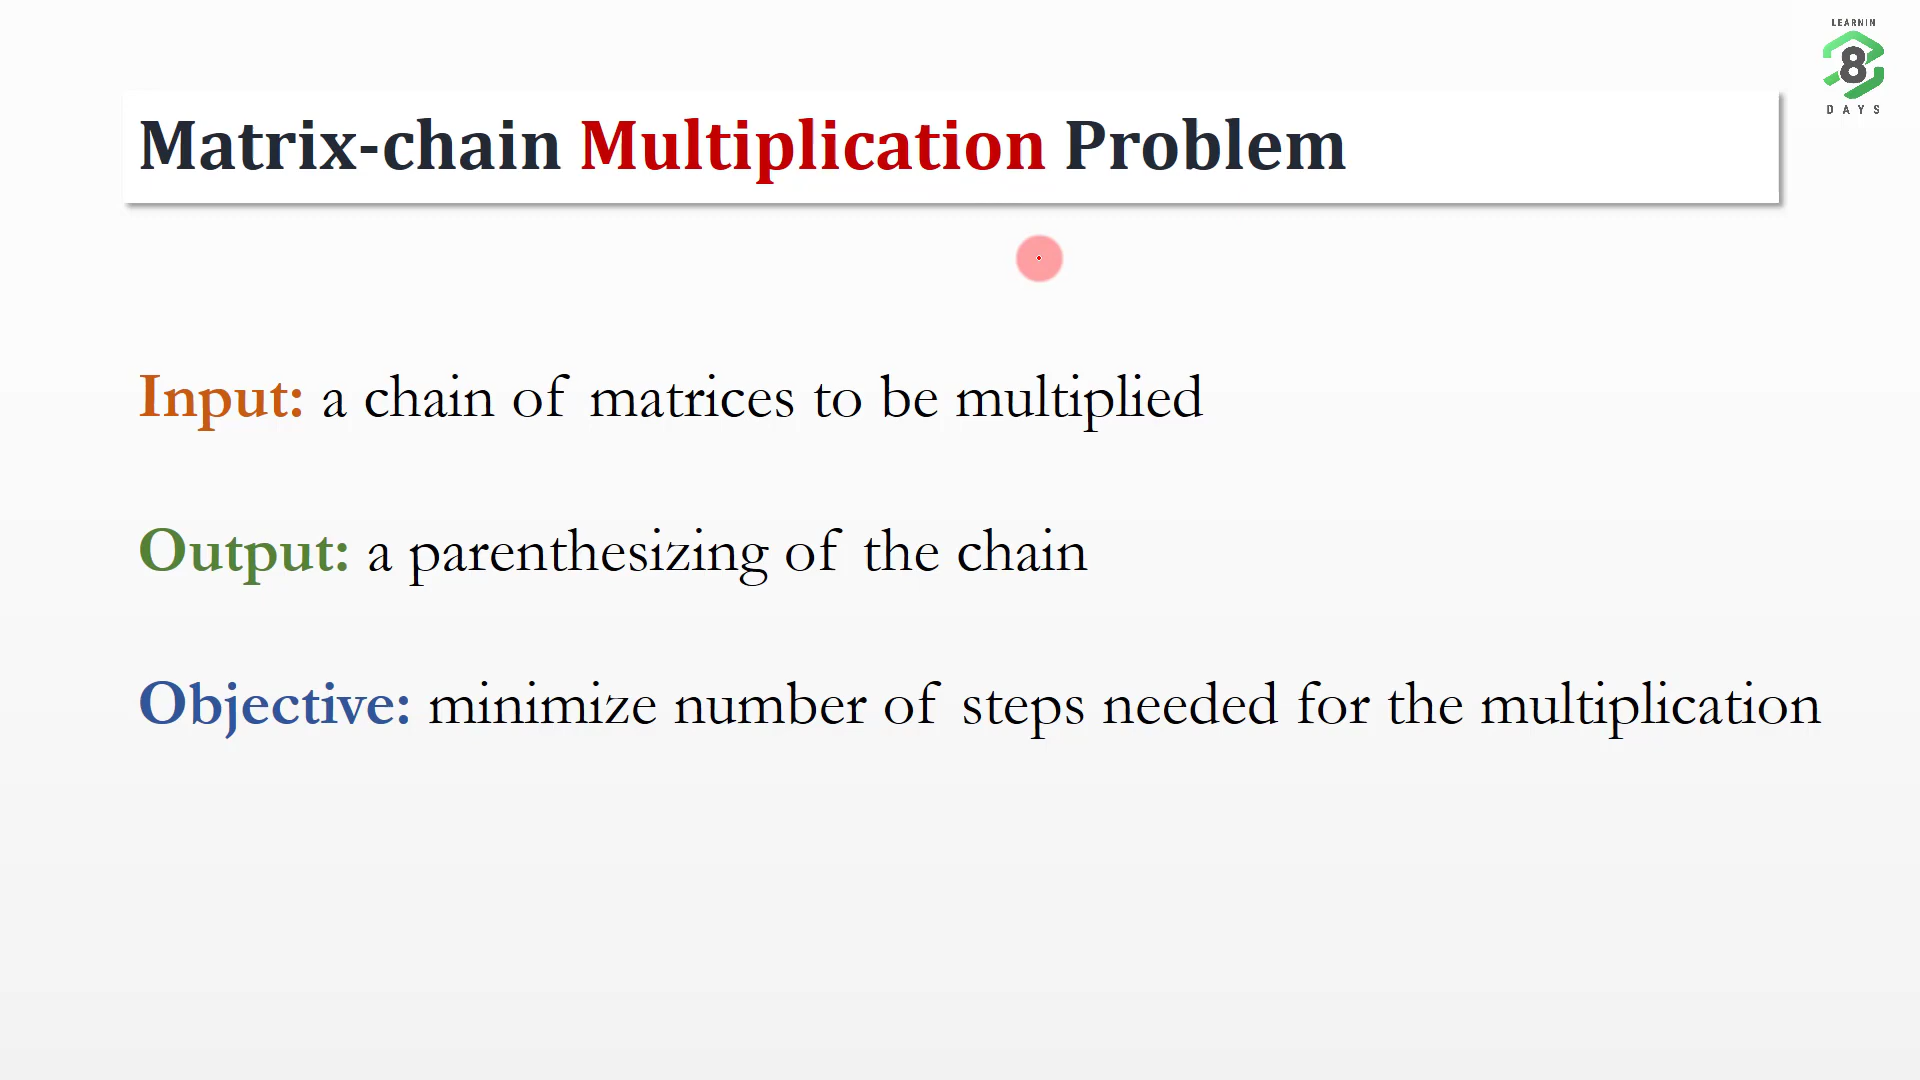 LEARNIN
8
DAYS
Matrix-chain Multiplication Problem
Input: a chain of matrices to be multiplied
Output: a parenthesizing of the chain
Objective: minimize number of steps needed for the multiplication